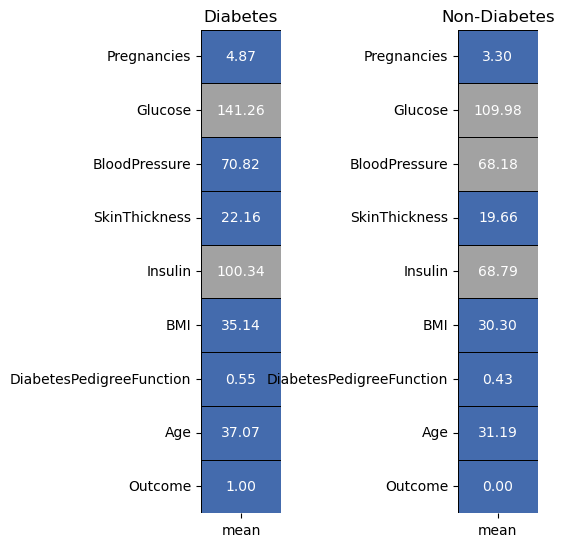 Diabetes
Pregnancies 4.87
Glucose 141.26
BloodPressure 70.82
SkinThickness 22.16
Insulin 100.34
BMI 35.14
DiabetesPedigreeFunction 0.55
Age 37.07
Outcome 1.00
mean
Non-Diabetes
Pregnancies 3.30
Glucose 109.98
BloodPressure 68.18
SkinThickness 19.66
Insulin 68.79
BMI 30.30
DiabetesPedigreeFunction 0.43
Age 31.19
Outcome 0.00
mean